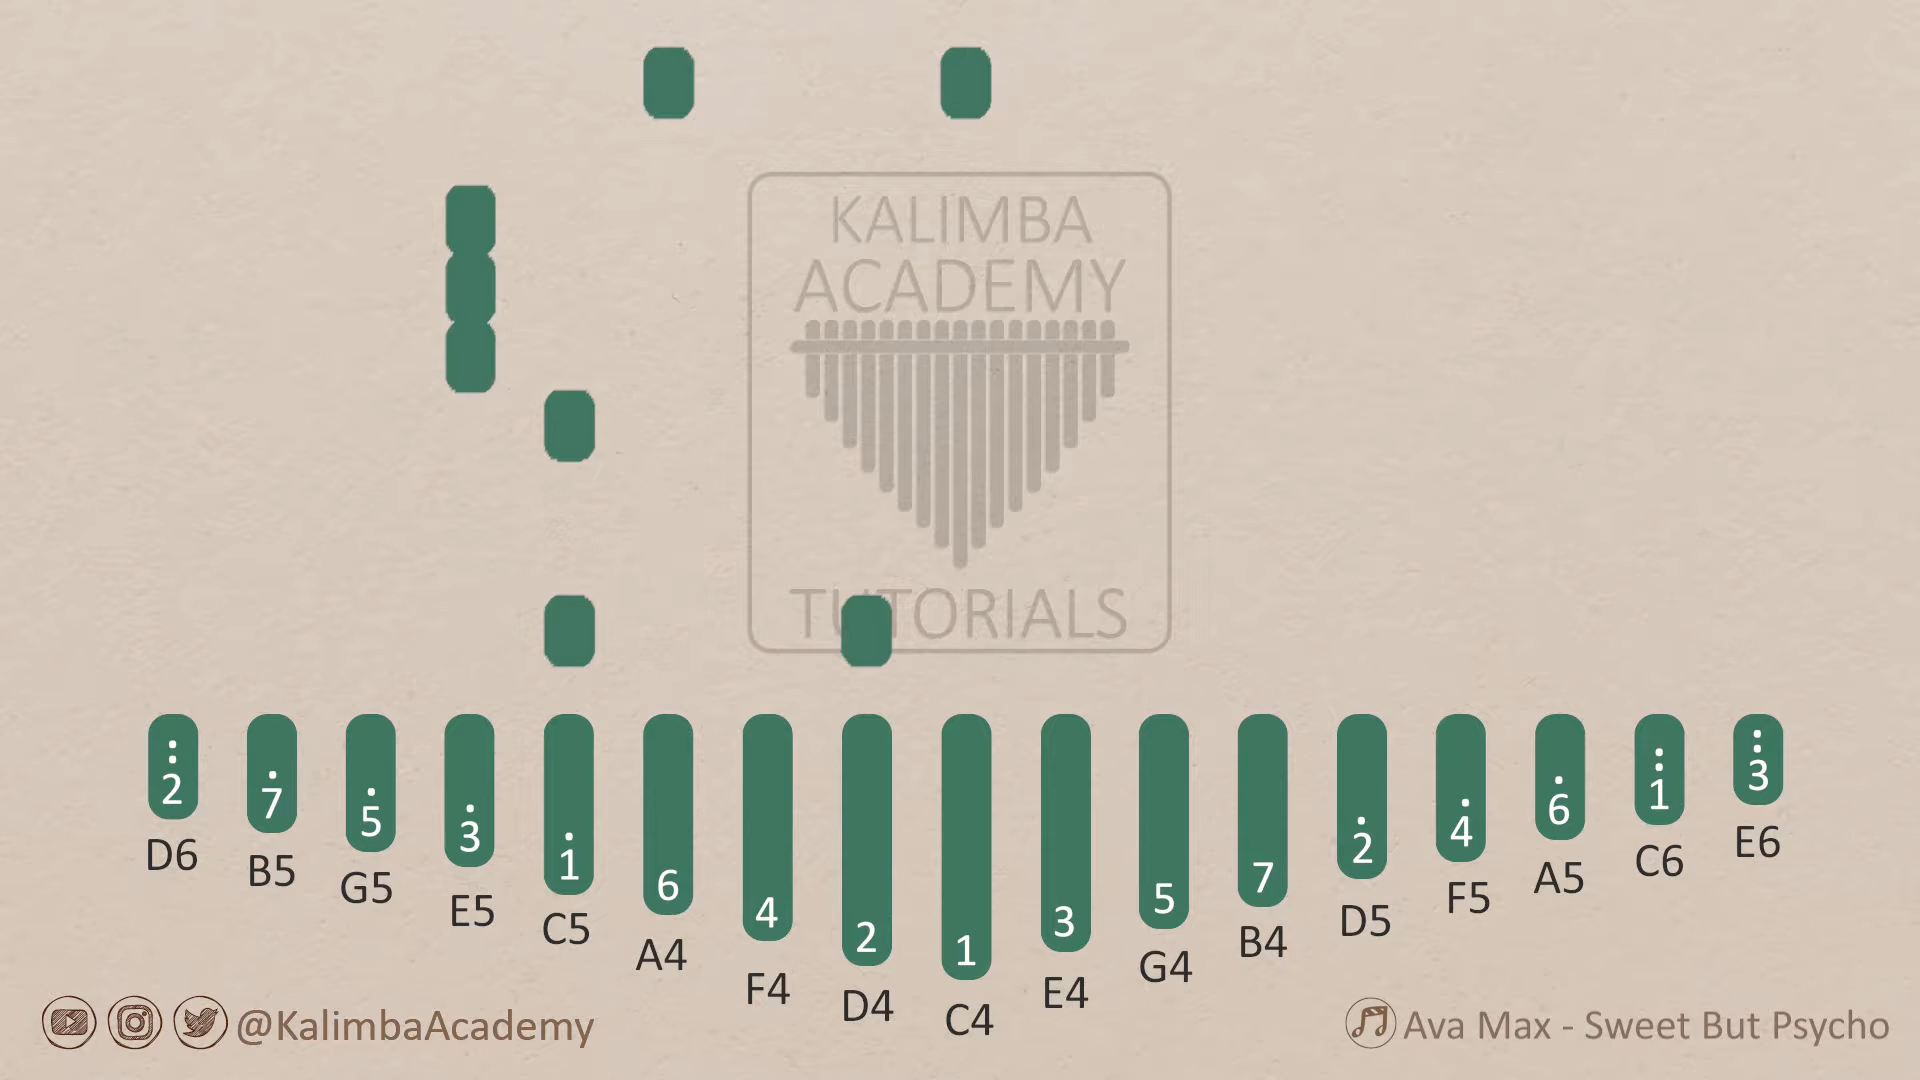 KALIMBA
ACADEMY
TUTORIALS
2 7 5 3 1 6 4 2 1 3 5 7 2 4 6 1 3
D6 B5 G5 E5 C5 A4 F4 D4 C4 E4 G4 B4 D5 F5 A5 C6 E6
@KalimbaAcademy
Ava Max - Sweet But Psycho